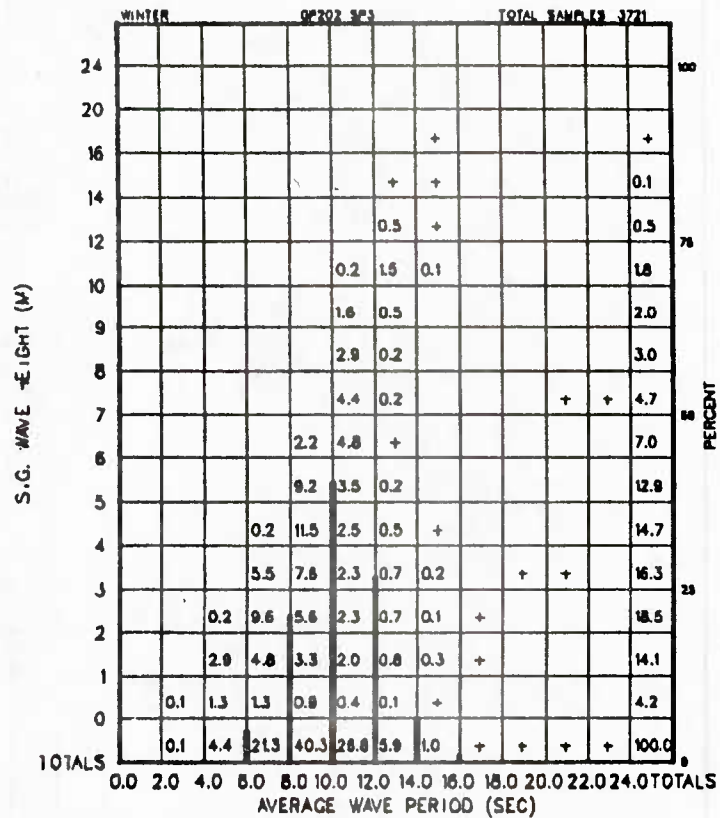 WINTER GP202 SP3 TOTAL SAMPLES 3721
24 100
20
16 + +
14 + + 0.1
12 0.5 + 0.5
75
10 0.2 1.5 0.1 1.8
9 1.6 0.5 2.0
8 2.9 0.2 3.0
7 4.4 0.2 + + 4.7
50
6 2.2 4.8 + 7.0
5 9.2 3.5 0.2 12.9
4 0.2 11.5 2.5 0.5 + 14.7
3 5.5 7.6 2.3 0.7 0.2 + + 16.3
25
2 0.2 9.6 5.6 2.3 0.7 0.1 + 18.5
1 2.9 4.8 3.3 2.0 0.8 0.3 + 14.1
0 0.1 1.3 1.3 0.9 0.4 0.1 + 4.2
TOTALS 0.1 4.4 21.3 40.3 26.8 5.9 1.0 + + + + 100.0
0
0.0 2.0 4.0 6.0 8.0 10.0 12.0 14.0 16.0 18.0 20.0 22.0 24.0 TOTALS
AVERAGE WAVE PERIOD (SEC)
S.G. WAVE HEIGHT (M)
PERCENT